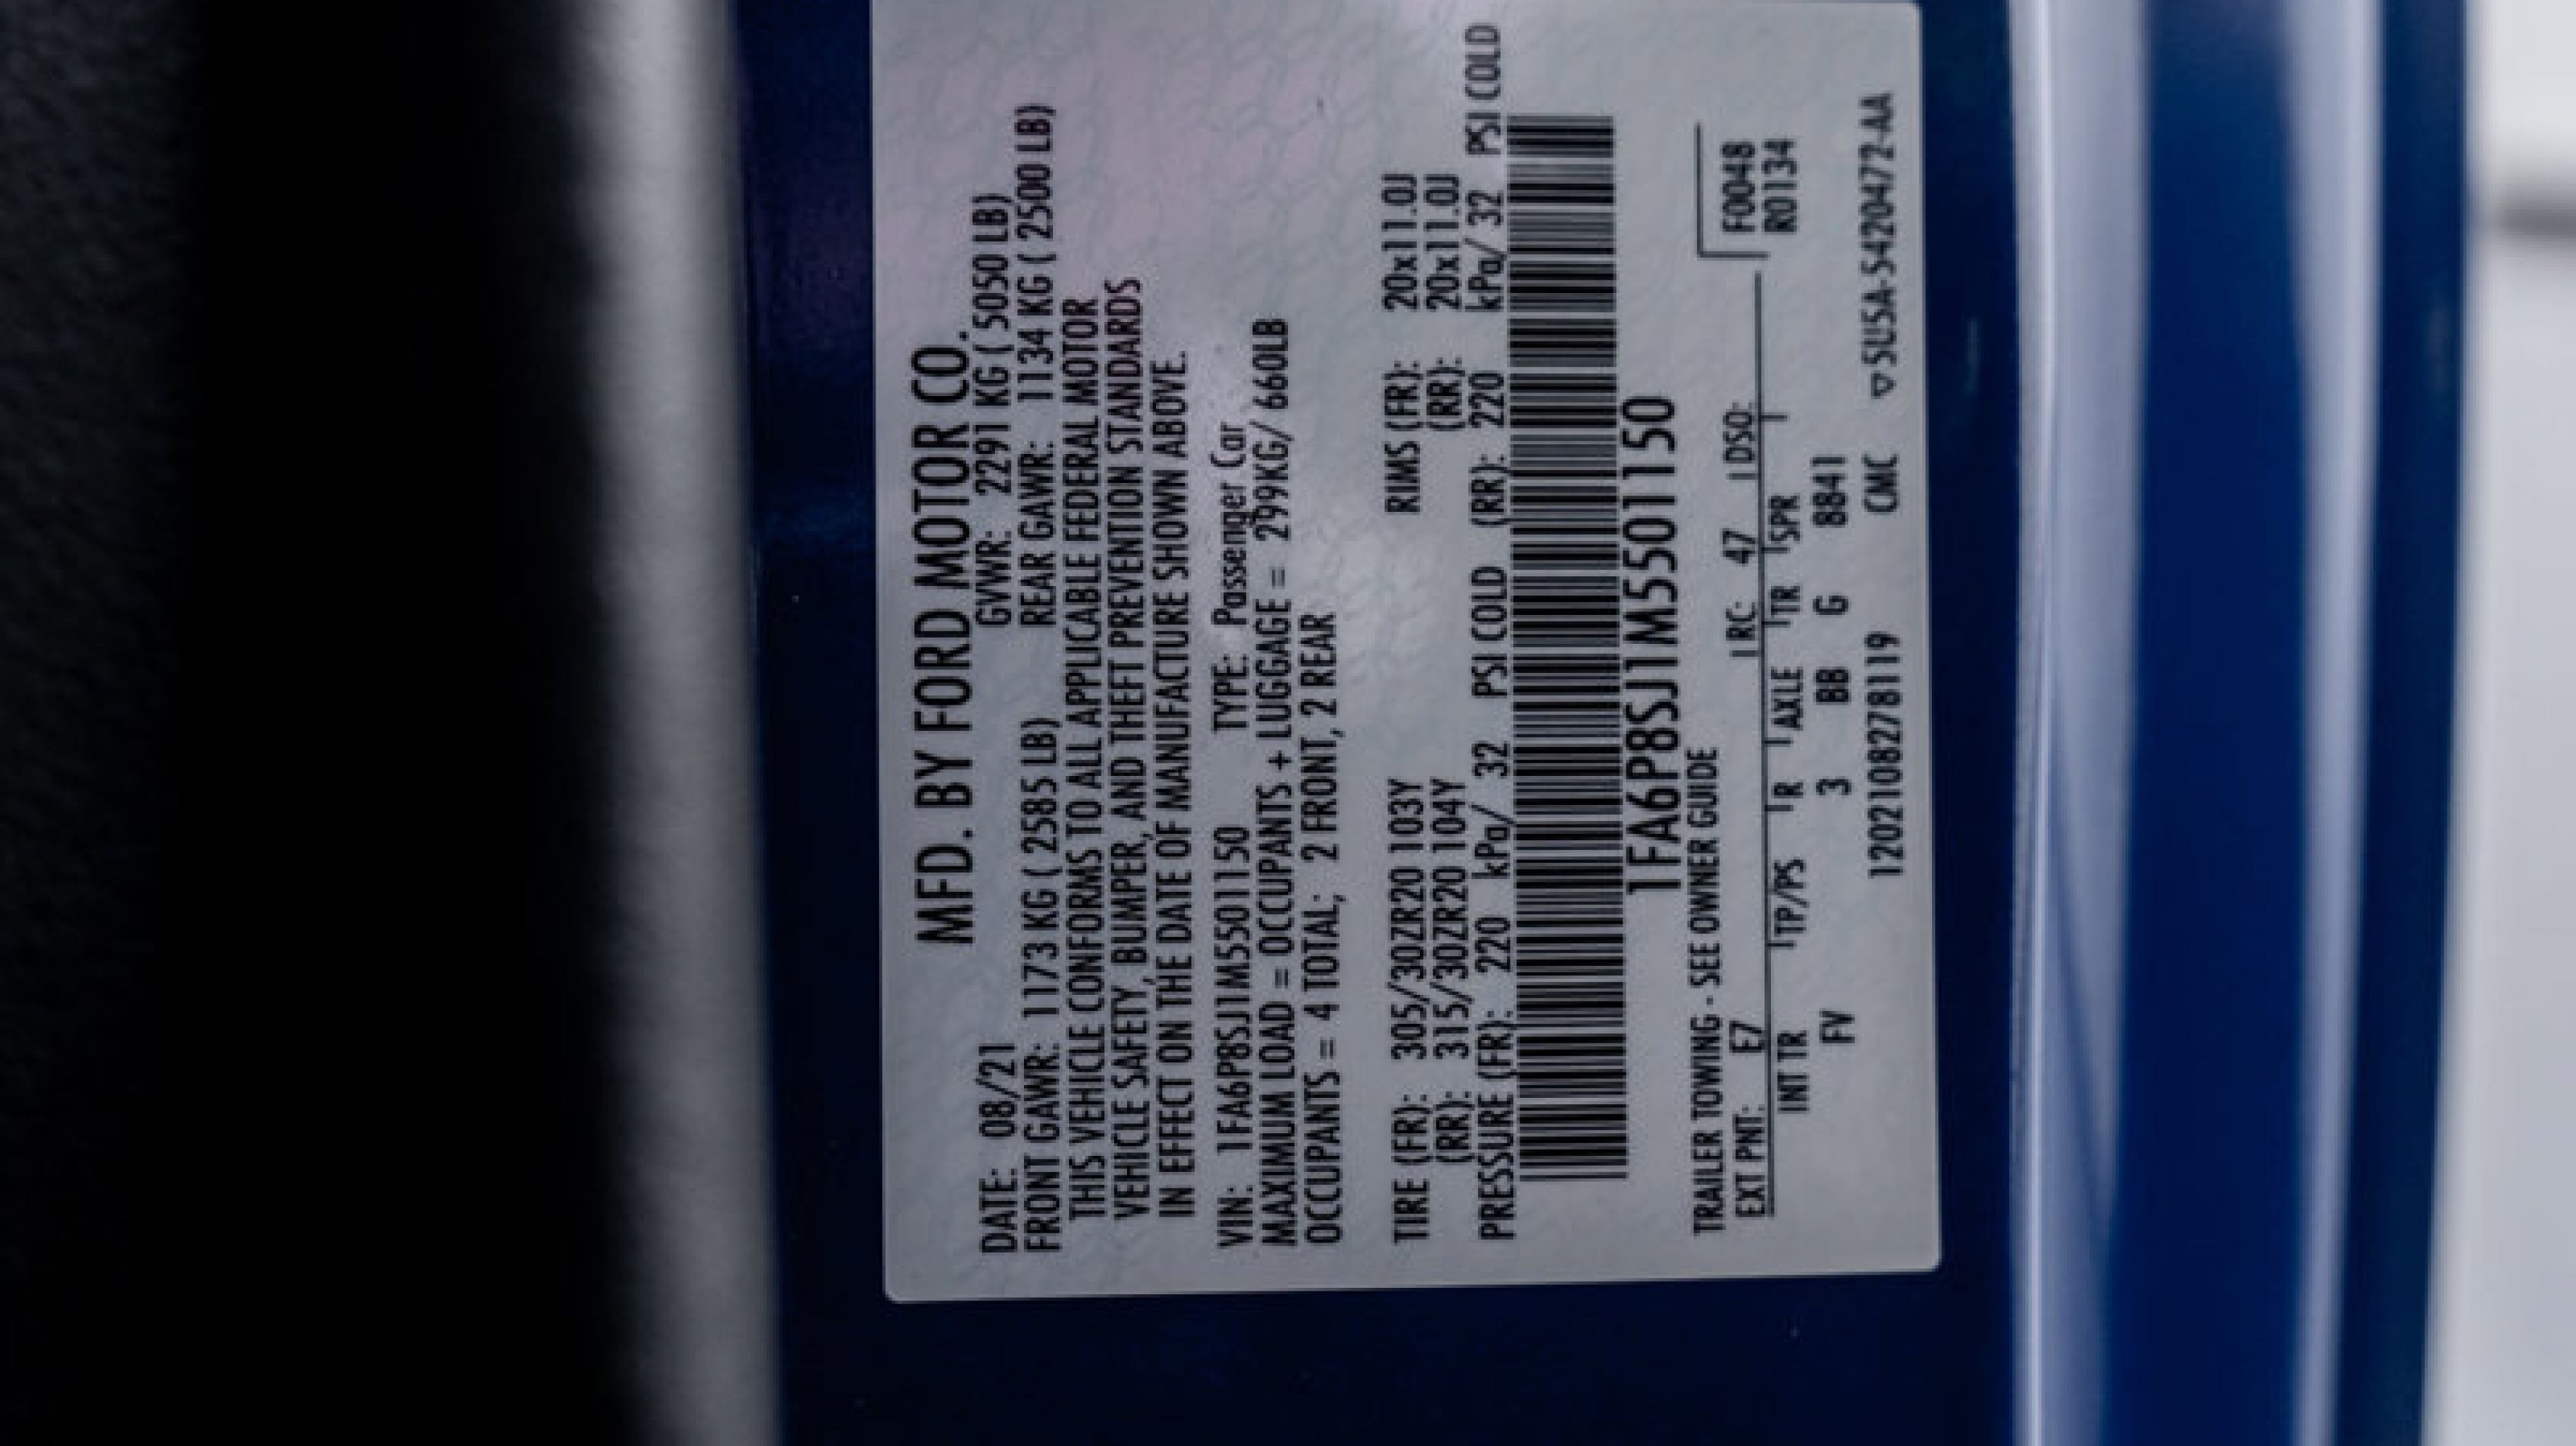 MFD. BY FORD MOTOR CO.
DATE: 08/21 GVWR: 2291 KG ( 5050 LB)
FRONT GAWR: 1173 KG ( 2585 LB) REAR GAWR: 1134 KG ( 2500 LB)
THIS VEHICLE CONFORMS TO ALL APPLICABLE FEDERAL MOTOR
VEHICLE SAFETY, BUMPER, AND THEFT PREVENTION STANDARDS
IN EFFECT ON THE DATE OF MANUFACTURE SHOWN ABOVE.
VIN: 1FA6P8SJ1M5501150 TYPE: Passenger Car
MAXIMUM LOAD = OCCUPANTS + LUGGAGE = 299KG/ 660LB
OCCUPANTS = 4 TOTAL; 2 FRONT, 2 REAR
TIRE (FR): 305/30ZR20 103Y RIMS (FR): 20x11.0J
(RR): 315/30ZR20 104Y (RR): 20x11.0J
PRESSURE (FR): 220 kPa/ 32 PSI COLD (RR): 220 kPa/ 32 PSI COLD
1FA6P8SJ1M5501150
TRAILER TOWING - SEE OWNER GUIDE
EXT PNT: E7 RC: 47 DSO: F0048
INT TR TP/PS R AXLE TR SPR R0134
FV 3 BB G 8841
1202108278119 CMC ▽5U5A-5420472-AA